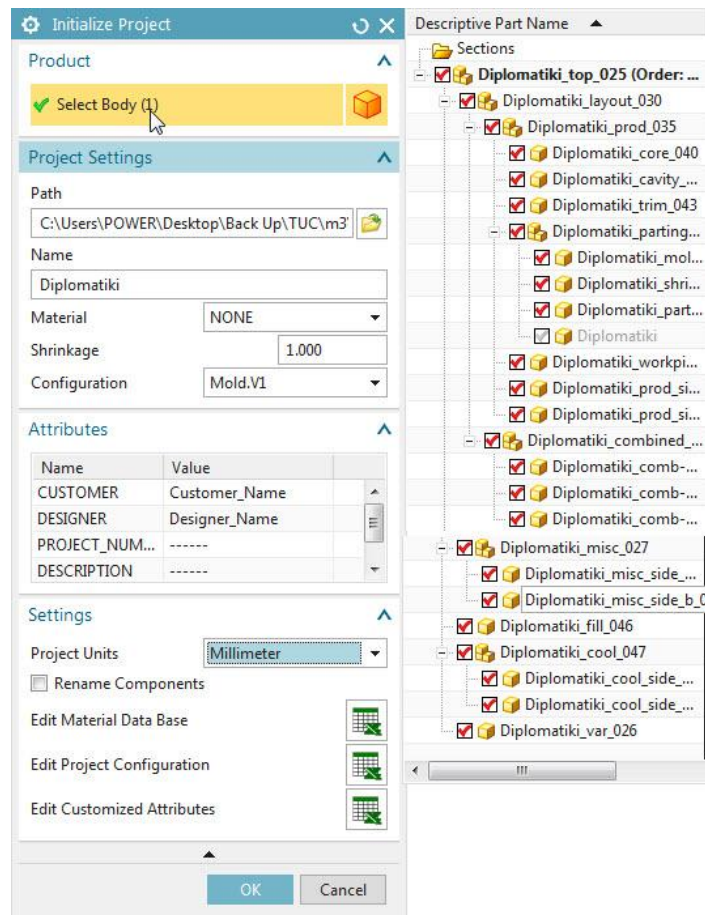 Initialize Project
Product
Select Body (1)
Project Settings
Path
C:\Users\POWER\Desktop\Back Up\TUC\m3'
Name
Diplomatiki
Material NONE
Shrinkage 1.000
Configuration Mold.V1
Attributes
Name Value
CUSTOMER Customer_Name
DESIGNER Designer_Name
PROJECT_NUM... ------
DESCRIPTION ------
Settings
Project Units Millimeter
Rename Components
Edit Material Data Base
Edit Project Configuration
Edit Customized Attributes
OK Cancel
Descriptive Part Name
Sections
Diplomatiki_top_025 (Order: ...
Diplomatiki_layout_030
Diplomatiki_prod_035
Diplomatiki_core_040
Diplomatiki_cavity_...
Diplomatiki_trim_043
Diplomatiki_parting...
Diplomatiki_mol...
Diplomatiki_shri...
Diplomatiki_part...
Diplomatiki
Diplomatiki_workpi...
Diplomatiki_prod_si...
Diplomatiki_prod_si...
Diplomatiki_combined_...
Diplomatiki_comb-...
Diplomatiki_comb-...
Diplomatiki_comb-...
Diplomatiki_misc_027
Diplomatiki_misc_side_...
Diplomatiki_misc_side_b_0
Diplomatiki_fill_046
Diplomatiki_cool_047
Diplomatiki_cool_side_...
Diplomatiki_cool_side_...
Diplomatiki_var_026